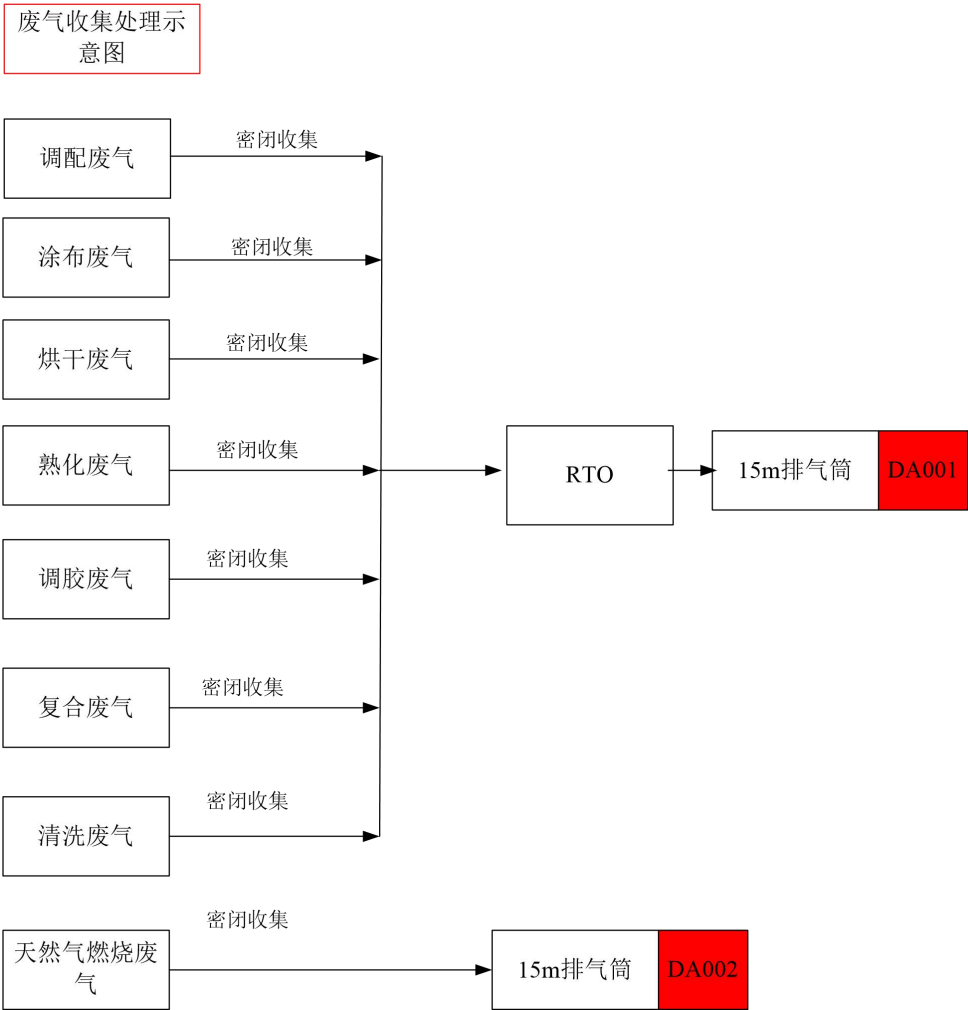 废气收集处理示
意图
调配废气
密闭收集
涂布废气
密闭收集
烘干废气
密闭收集
熟化废气
密闭收集
RTO
15m排气筒
DA001
调胶废气
密闭收集
复合废气
密闭收集
清洗废气
密闭收集
天然气燃烧废
气
密闭收集
15m排气筒
DA002